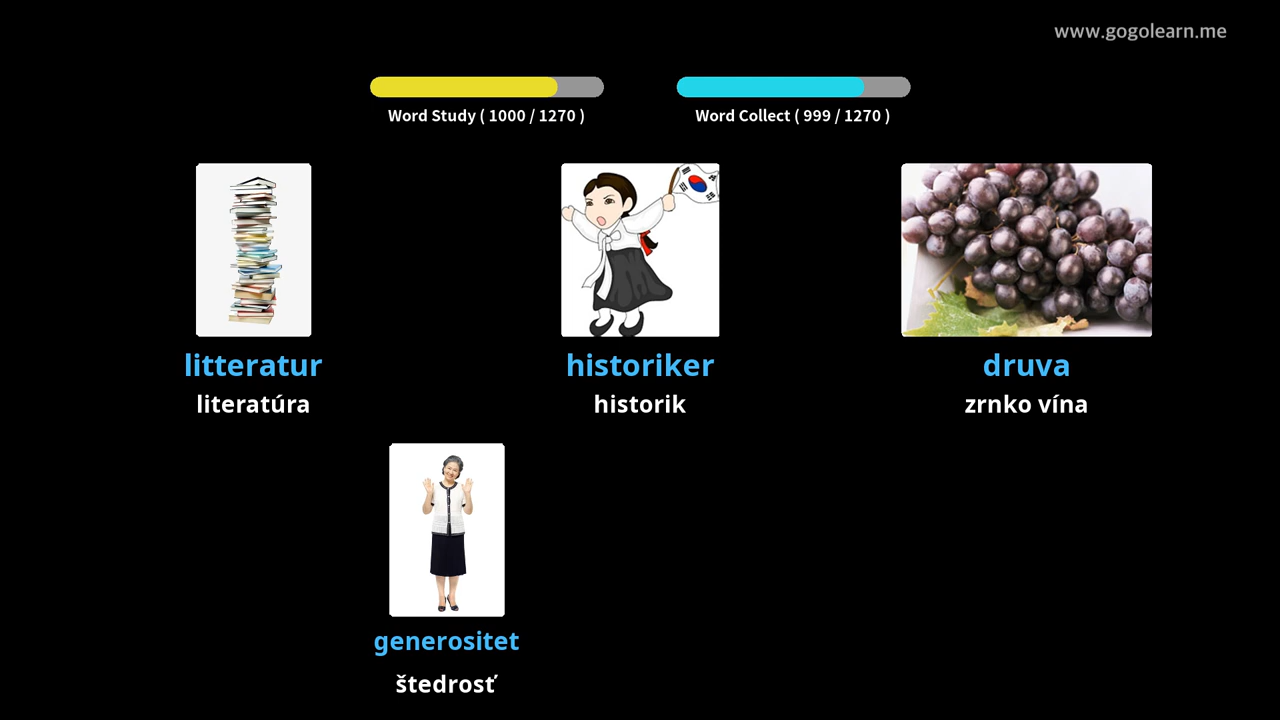 www.gogolearn.me
Word Study ( 1000 / 1270 )
Word Collect ( 999 / 1270 )
litteratur
literatúra
historiker
historik
druva
zrnko vína
generositet
štedrosť